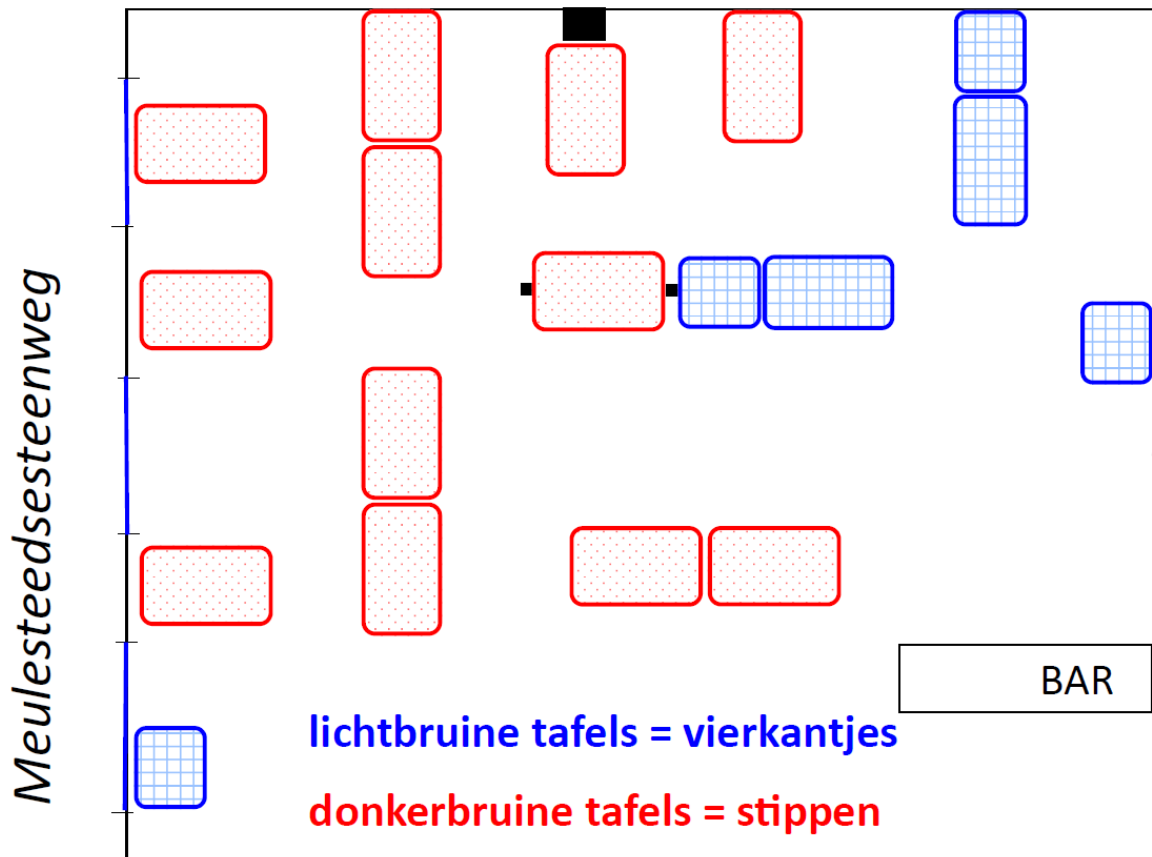 Meulesteedsesteenweg
BAR
lichtbruine tafels = vierkantjes
donkerbruine tafels = stippen